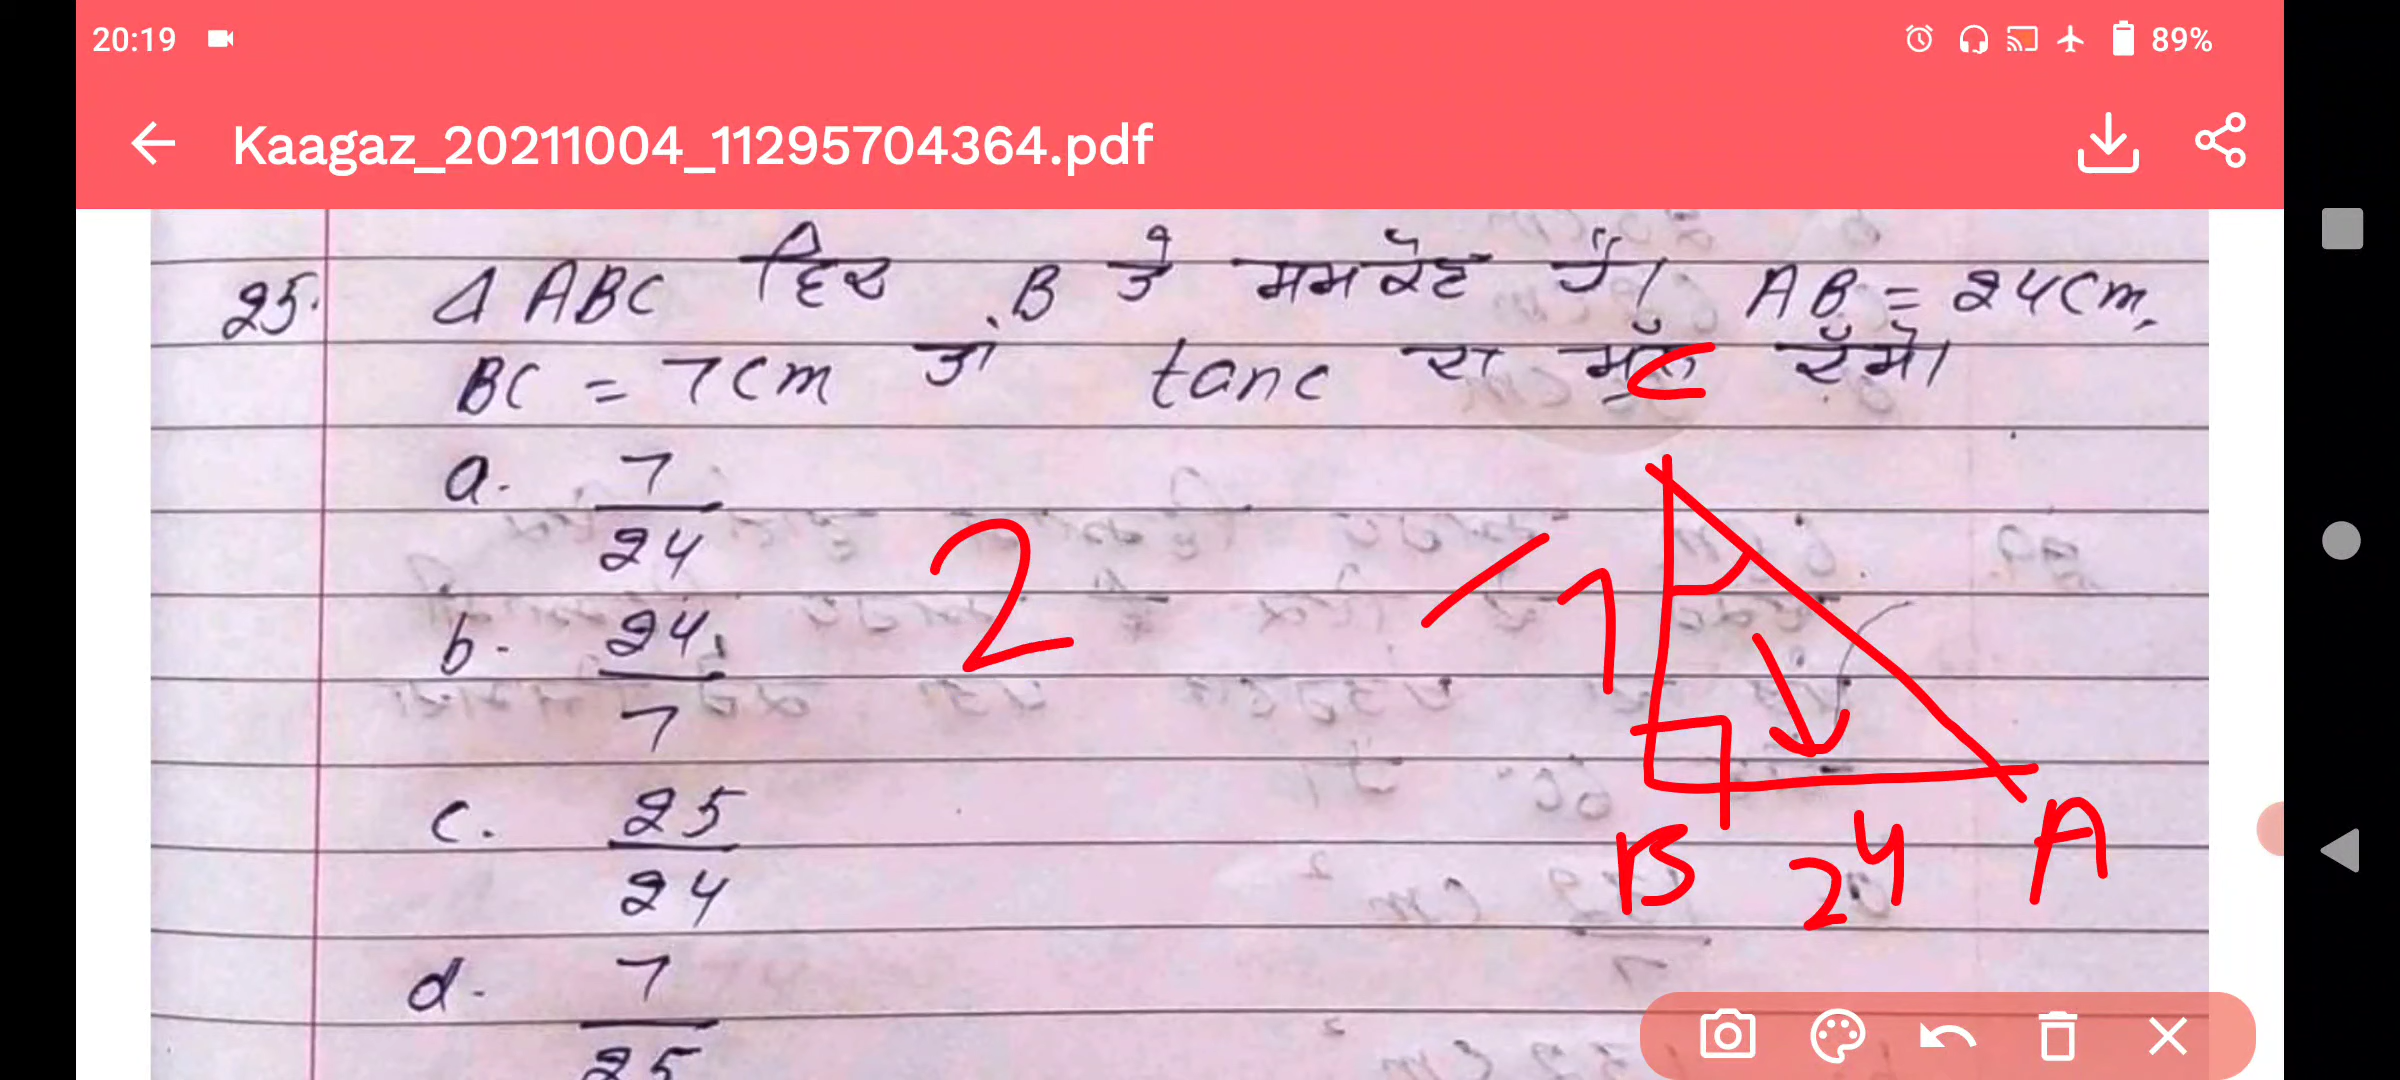 20:19 89%
Kaagaz_20211004_11295704364.pdf
25. Δ ABC ਵਿਚ B ਤੇ ਸਮਕੋਣ ਹੈ। AB = 24cm,
BC = 7cm ਤਾਂ tanc ਦਾ ਮੁੱਲ ਦੱਸੋ।
C
a. 7
24
2
7
b. 24
7
B 24 A
c. 25
24
d. 7
25